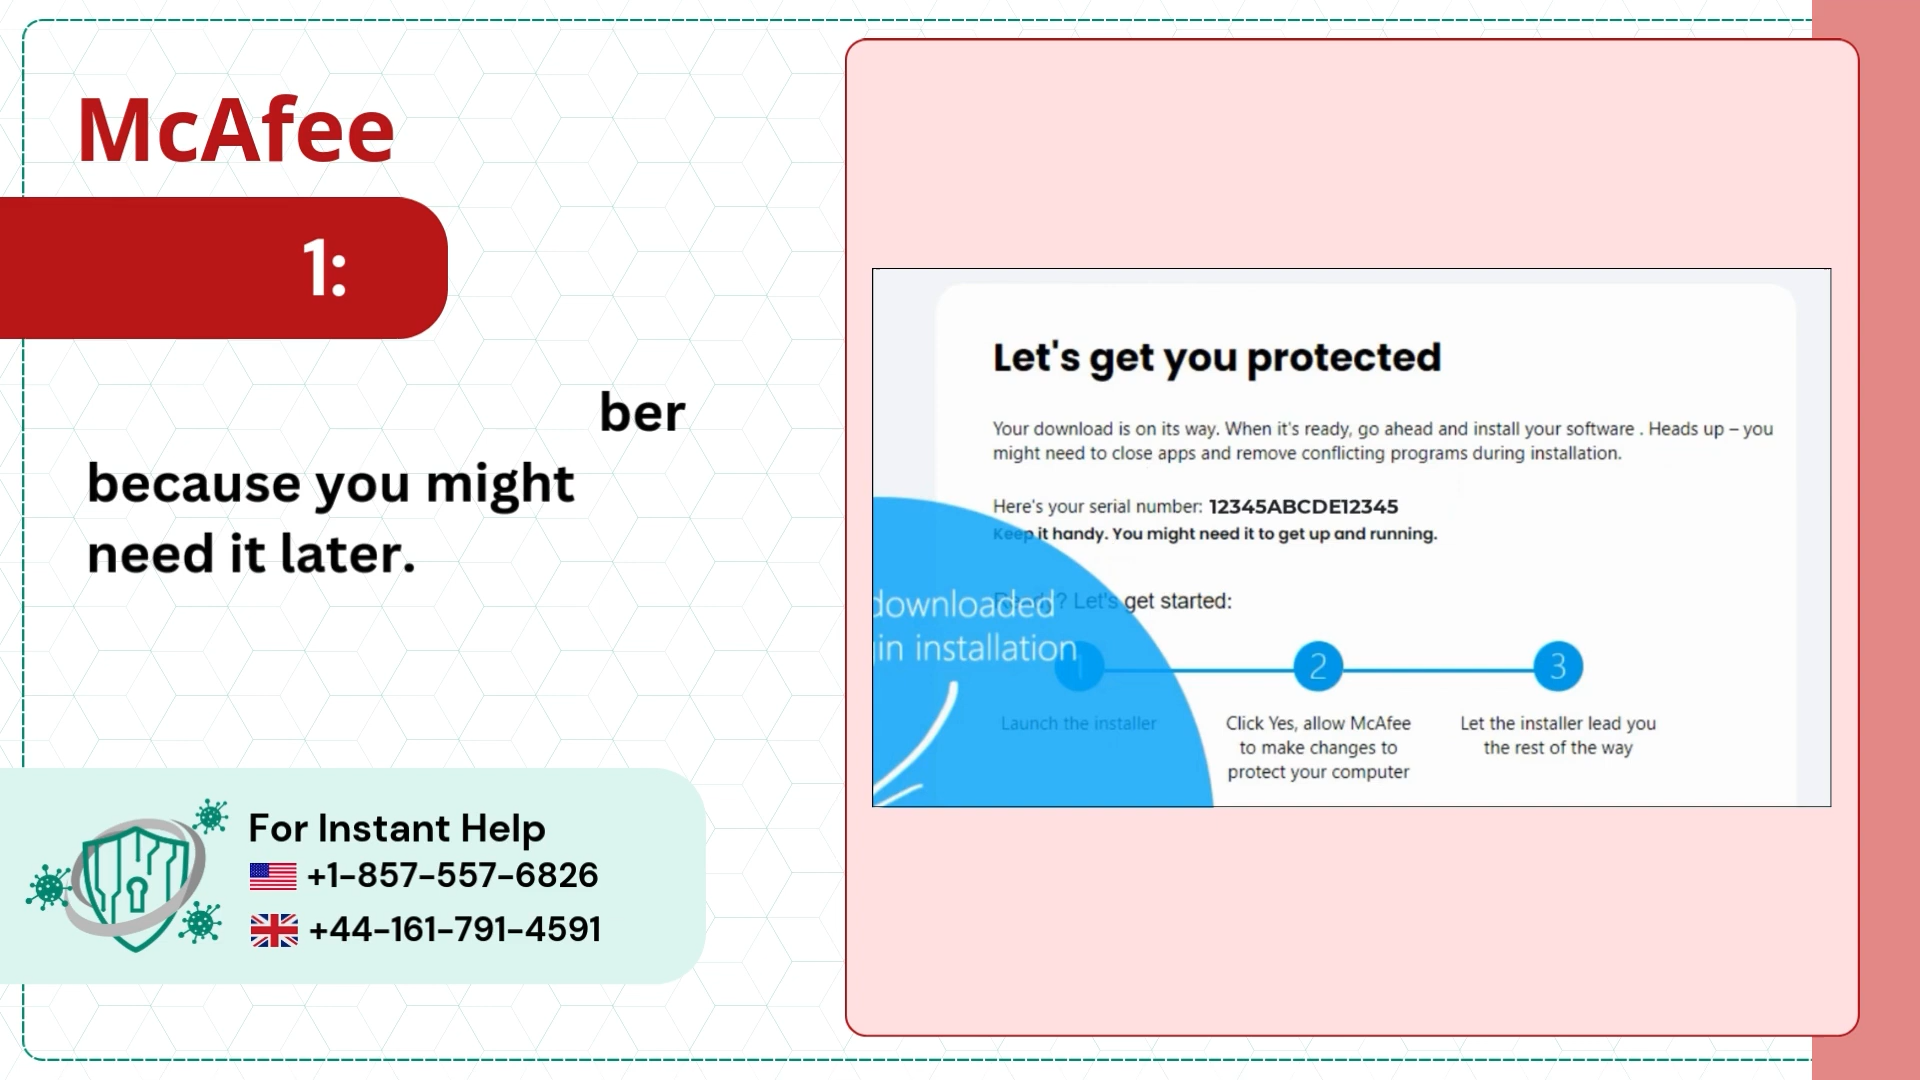 McAfee
1:
ber
because you might
need it later.
For Instant Help
+1-857-557-6826
+44-161-791-4591
Let's get you protected
Your download is on its way. When it's ready, go ahead and install your software . Heads up – you
might need to close apps and remove conflicting programs during installation.
Here's your serial number: 12345ABCDE12345
Keep it handy. You might need it to get up and running.
Let's get started:
downloaded
in installation
1
2
3
Launch the installer
Click Yes, allow McAfee
to make changes to
protect your computer
Let the installer lead you
the rest of the way